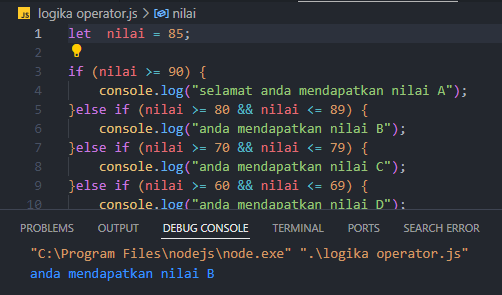 JS logika operator.js > nilai
1 let  nilai = 85;
2
3 if (nilai >= 90) {
4     console.log("selamat anda mendapatkan nilai A");
5 }else if (nilai >= 80 && nilai <= 89) {
6     console.log("anda mendapatkan nilai B");
7 }else if (nilai >= 70 && nilai <= 79) {
8     console.log("anda mendapatkan nilai C");
9 }else if (nilai >= 60 && nilai <= 69) {
10     console.log("anda mendapatkan nilai D");
PROBLEMS OUTPUT DEBUG CONSOLE TERMINAL PORTS SEARCH ERROR
"C:\Program Files\nodejs\node.exe" ".\logika operator.js"
anda mendapatkan nilai B